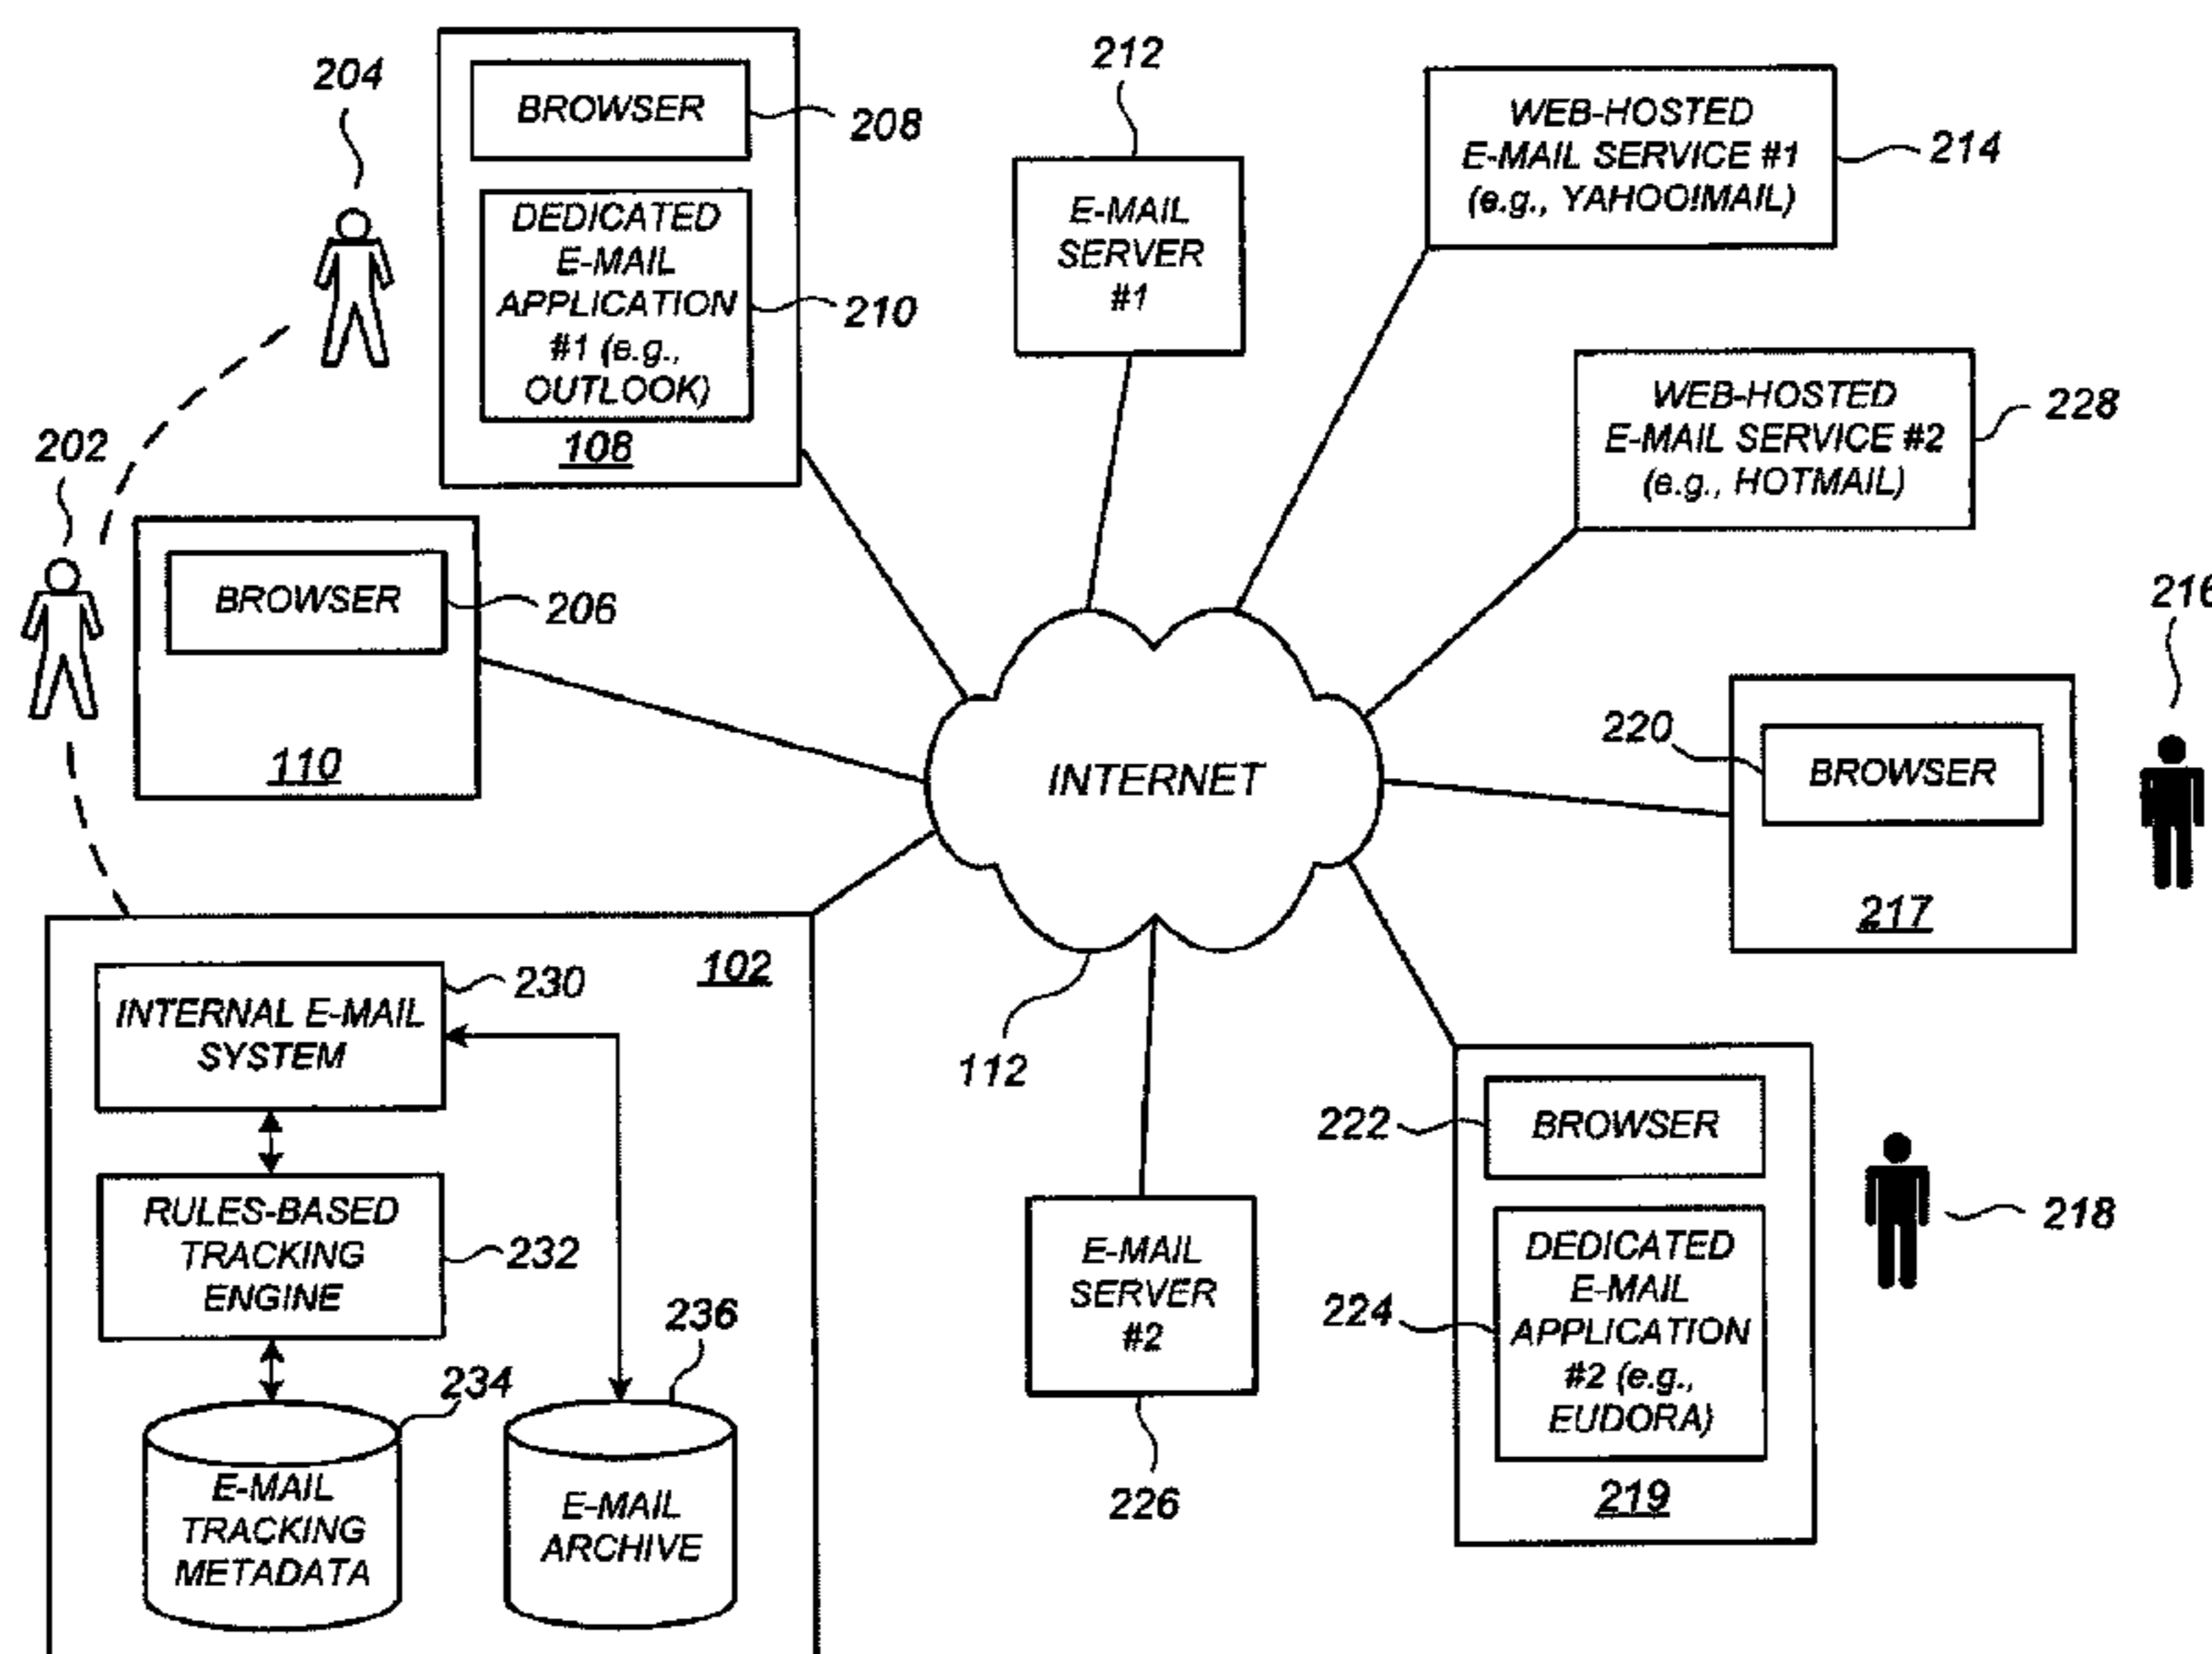 204
BROWSER
208
DEDICATED
E-MAIL
APPLICATION
#1 (e.g.,
OUTLOOK)
210
108
212
E-MAIL
SERVER
#1
WEB-HOSTED
E-MAIL SERVICE #1
(e.g., YAHOO!MAIL)
214
WEB-HOSTED
E-MAIL SERVICE #2
(e.g., HOTMAIL)
228
202
BROWSER
206
110
INTERNET
112
216
220
BROWSER
217
102
INTERNAL E-MAIL
SYSTEM
230
RULES-BASED
TRACKING
ENGINE
232
234
E-MAIL
TRACKING
METADATA
236
E-MAIL
ARCHIVE
E-MAIL
SERVER
#2
226
222
BROWSER
224
DEDICATED
E-MAIL
APPLICATION
#2 (e.g.,
EUDORA)
219
218